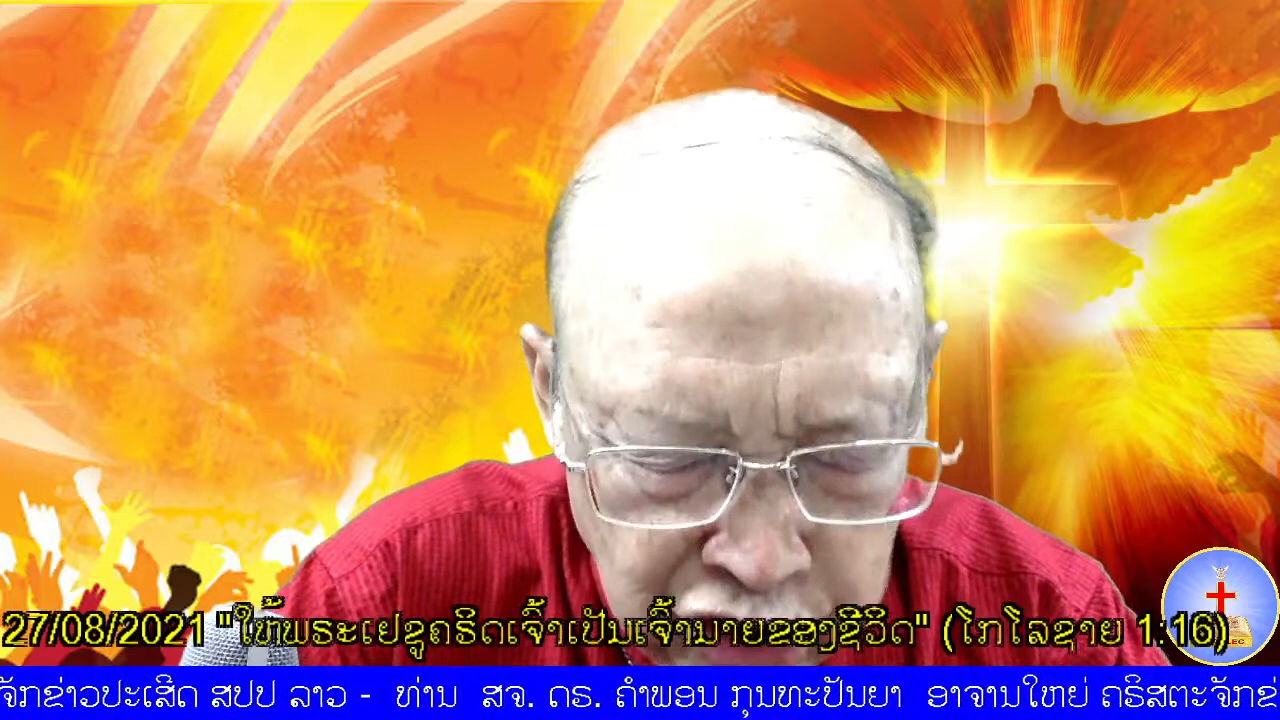 27/08/2021 "ໃຫ້ພຣະເຢຊູຄຣິດເຈົ້າເປັນເຈົ້ານາຍຂອງຊີວິດ" (ໂກໂລຊາຍ 1:16)
ຈັກຂ່າວປະເສີດ ສປປ ລາວ - ທ່ານ ສຈ. ດຣ. ຄໍາພອນ ກຸນທະປັນຍາ ອາຈານໃຫຍ່ ຄຣິສຕະຈັກຂ່